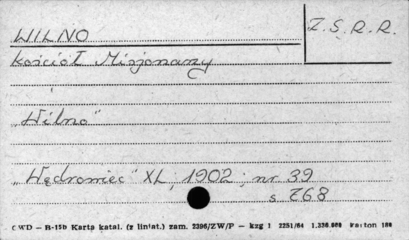 WILNO
Z.S.R.R.
kościoł Misjonarzy
„Wilno”
„Wędrowiec” XL, 1902, nr 39
s. 768
CWD — R-15b Karta katal. (z liniat.) zam. 2396/ZW/P — kzg 1 2251/64 1.330.000 Karton 180